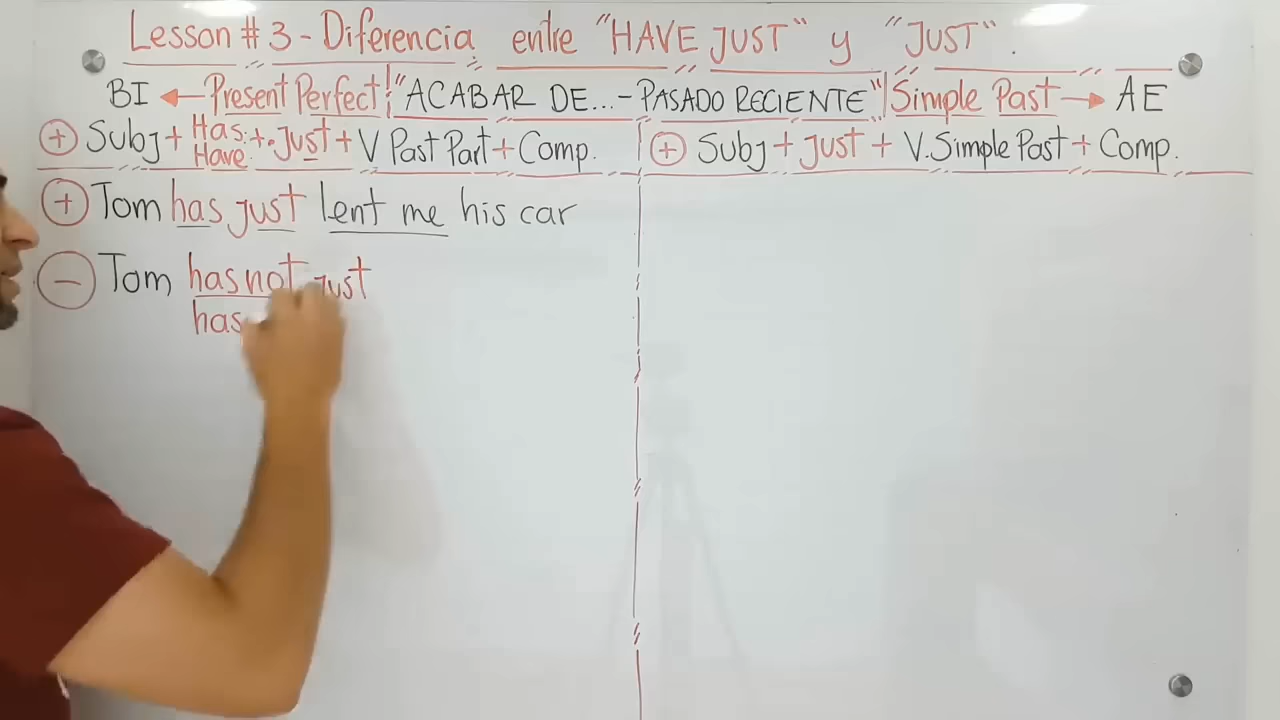 Lesson # 3 - Diferencia entre "HAVE JUST" y "JUST".
BI ← Present Perfect "ACABAR DE...- PASADO RECIENTE" Simple Past → AE
+ Subj + Has + Just + V Past Part + Comp.
Have
+ Subj + Just + V. Simple Past + Comp.
+ Tom has just lent me his car
- Tom has not just
has